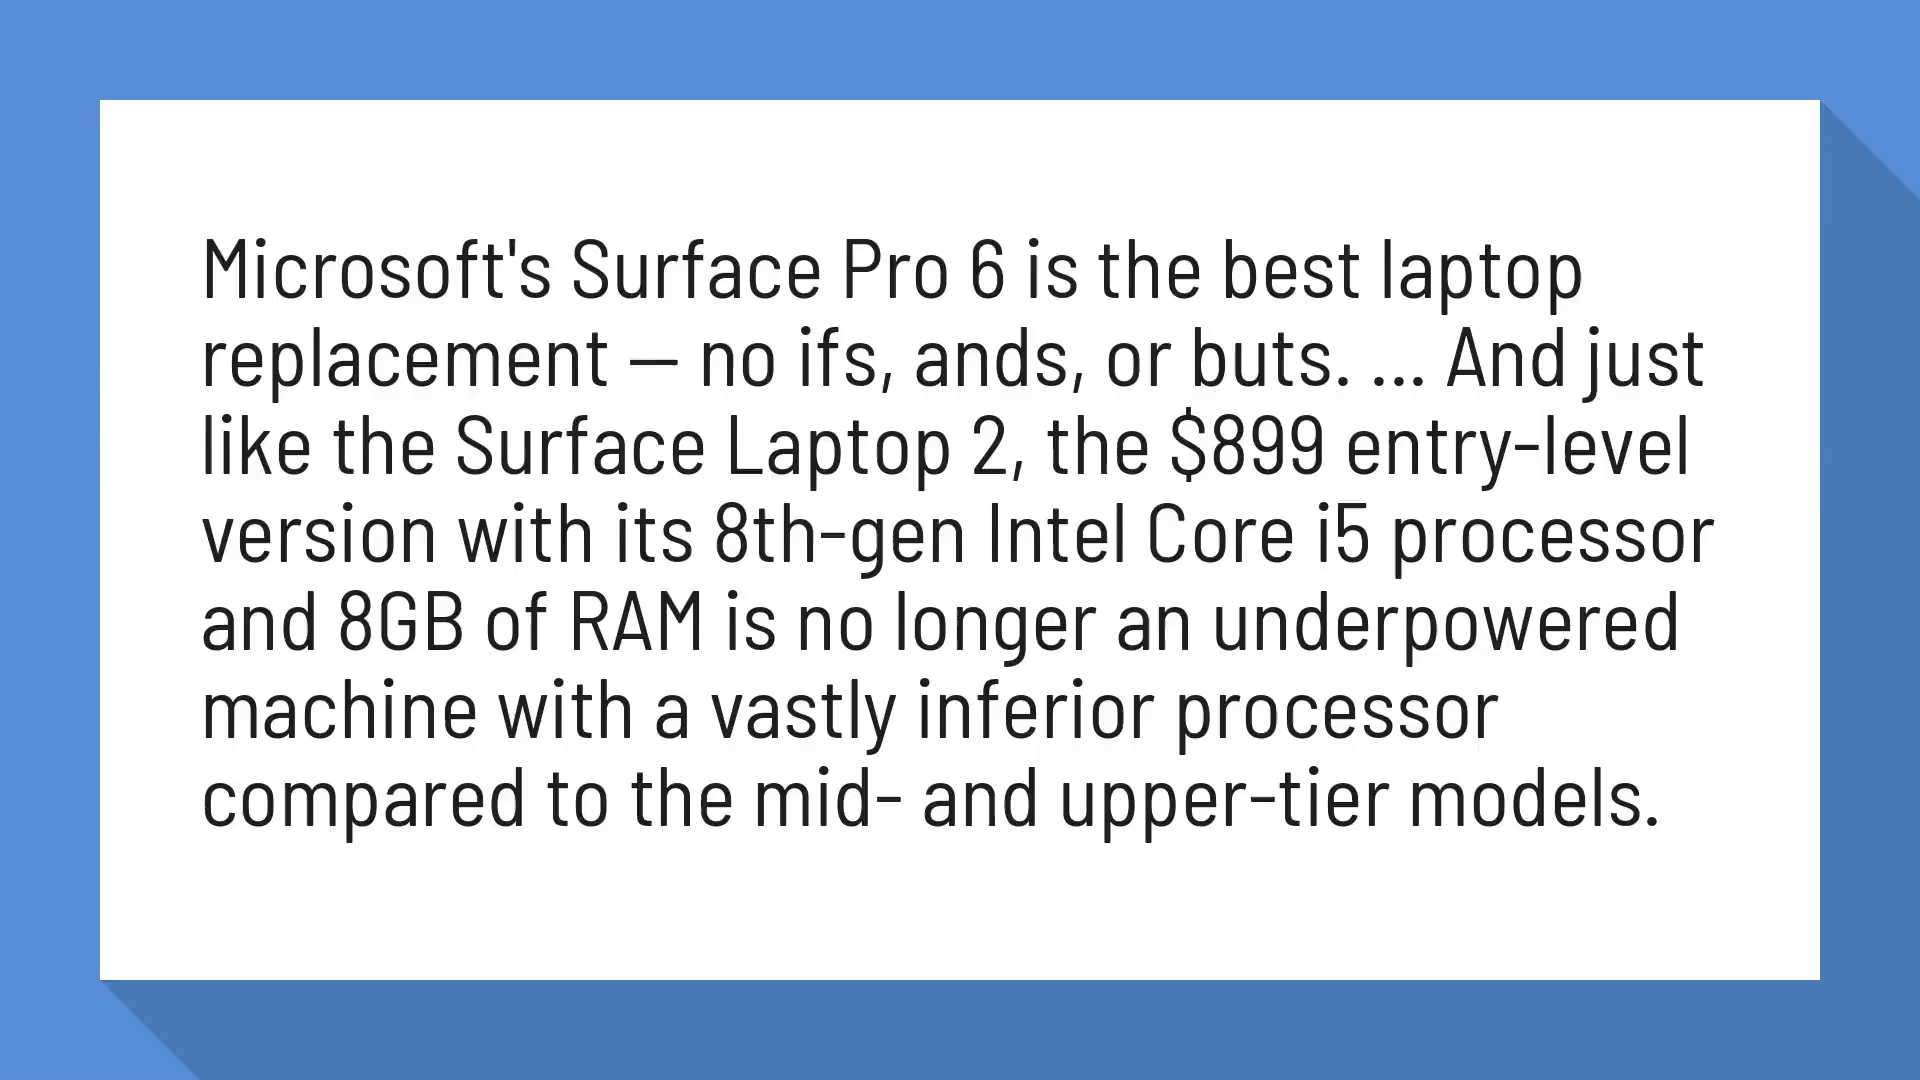 Microsoft's Surface Pro 6 is the best laptop
replacement — no ifs, ands, or buts. ... And just
like the Surface Laptop 2, the $899 entry-level
version with its 8th-gen Intel Core i5 processor
and 8GB of RAM is no longer an underpowered
machine with a vastly inferior processor
compared to the mid- and upper-tier models.